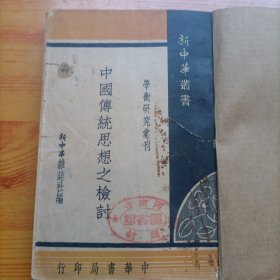 新中華叢書
學術研究彙刊
中國傳統思想之檢討
新中華雜誌社編
中華書局印行